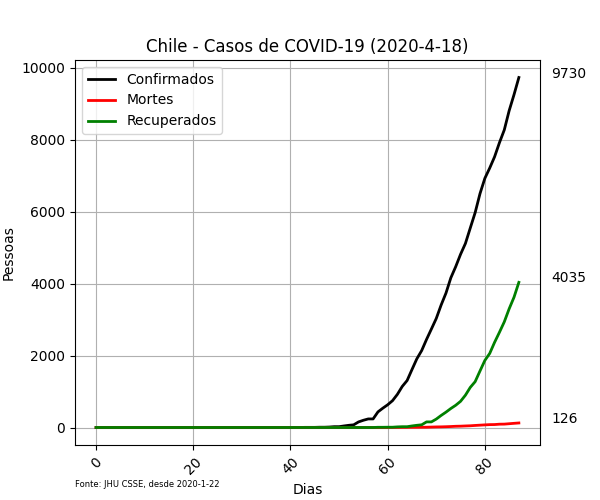 Chile - Casos de COVID-19 (2020-4-18)
Confirmados
Mortes
Recuperados
Pessoas
10000
8000
6000
4000
2000
0
9730
4035
126
0
20
40
60
80
Dias
Fonte: JHU CSSE, desde 2020-1-22